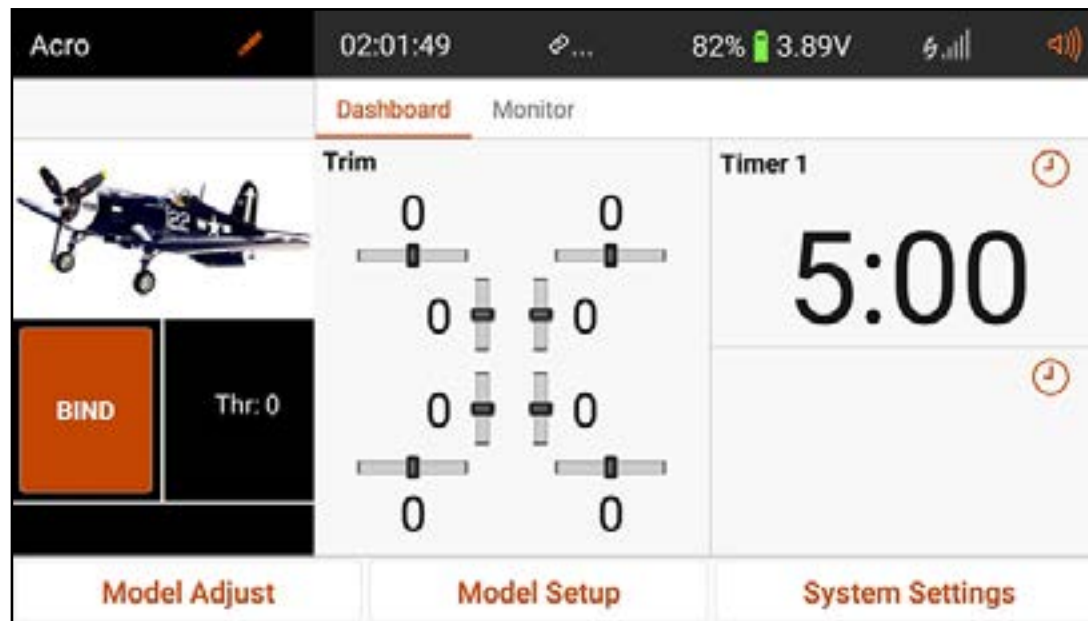 Acro
02:01:49
...
82% 3.89V
Dashboard Monitor
Trim
Timer 1
0 0
5:00
0 0
22
BIND
Thr: 0
0 0
0 0
Model Adjust
Model Setup
System Settings